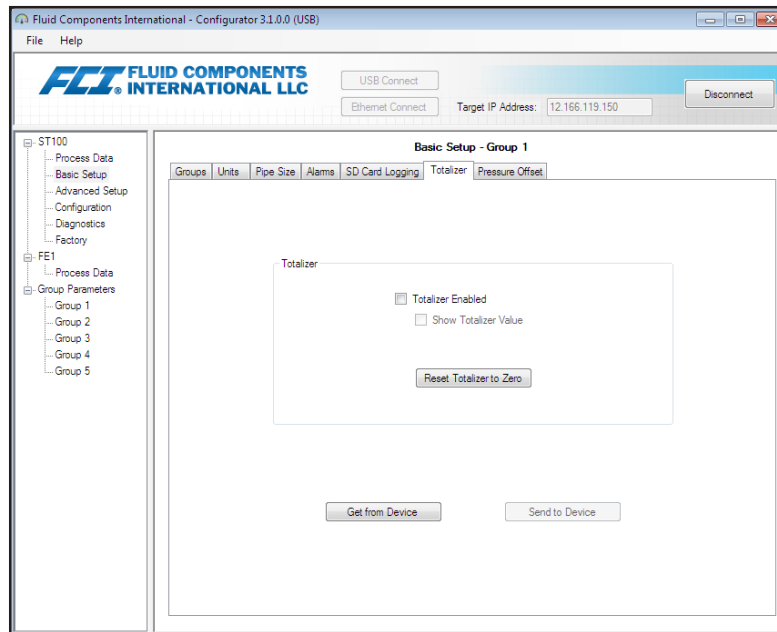 Fluid Components International - Configurator 3.1.0.0 (USB)
File Help
FCI. FLUID COMPONENTS
INTERNATIONAL LLC
USB Connect
Ethernet Connect Target IP Address: 12.166.119.150
Disconnect
ST100
Process Data
Basic Setup
Advanced Setup
Configuration
Diagnostics
Factory
FE1
Process Data
Group Parameters
Group 1
Group 2
Group 3
Group 4
Group 5
Basic Setup - Group 1
Groups Units Pipe Size Alarms SD Card Logging Totalizer Pressure Offset
Totalizer
Totalizer Enabled
Show Totalizer Value
Reset Totalizer to Zero
Get from Device Send to Device